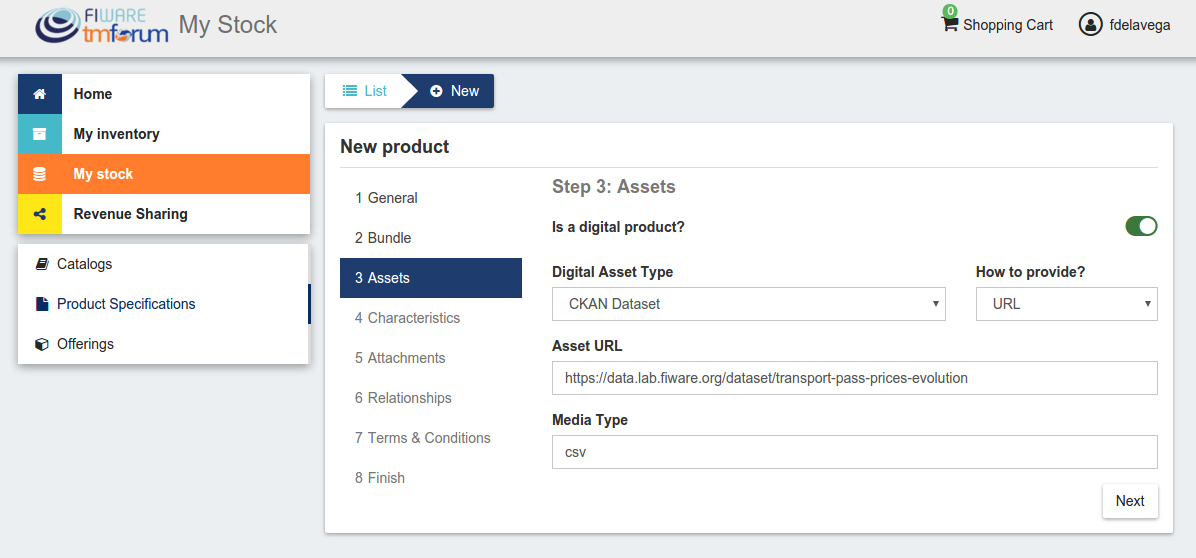 FIWARE
tmforum
My Stock
0
Shopping Cart
fdelavega
Home
My inventory
My stock
Revenue Sharing
Catalogs
Product Specifications
Offerings
List
New
New product
1 General
2 Bundle
3 Assets
4 Characteristics
5 Attachments
6 Relationships
7 Terms & Conditions
8 Finish
Step 3: Assets
Is a digital product?
Digital Asset Type
How to provide?
CKAN Dataset
URL
Asset URL
https://data.lab.fiware.org/dataset/transport-pass-prices-evolution
Media Type
csv
Next